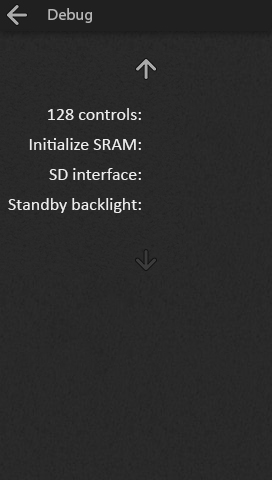 Debug
128 controls:
Initialize SRAM:
SD interface:
Standby backlight: